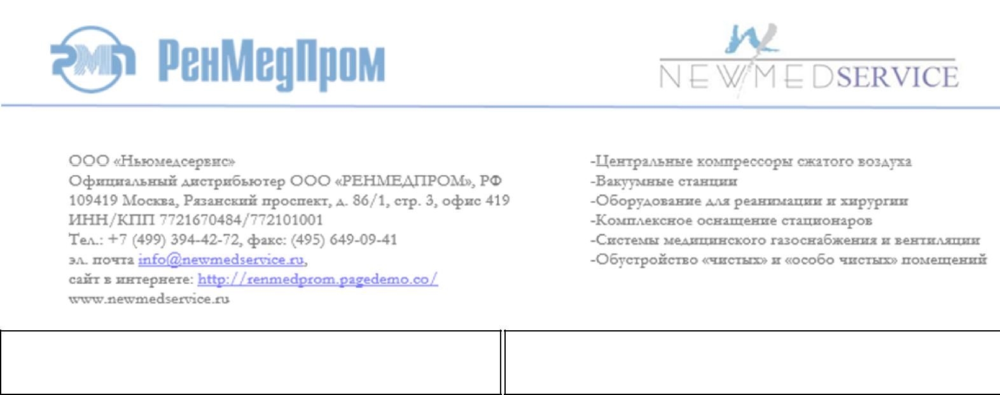 РМП РенМедПром
NEWMEDSERVICE
ООО «Ньюмедсервис»
Официальный дистрибьютер ООО «РЕНМЕДПРОМ», РФ
109419 Москва, Рязанский проспект, д. 86/1, стр. 3, офис 419
ИНН/КПП 7721670484/772101001
Тел.: +7 (499) 394-42-72, факс: (495) 649-09-41
эл. почта info@newmedservice.ru,
сайт в интернете: http://renmedprom.pagedemo.co/
www.newmedservice.ru
-Центральные компрессоры сжатого воздуха
-Вакуумные станции
-Оборудование для реанимации и хирургии
-Комплексное оснащение стационаров
-Системы медицинского газоснабжения и вентиляции
-Обустройство «чистых» и «особо чистых» помещений